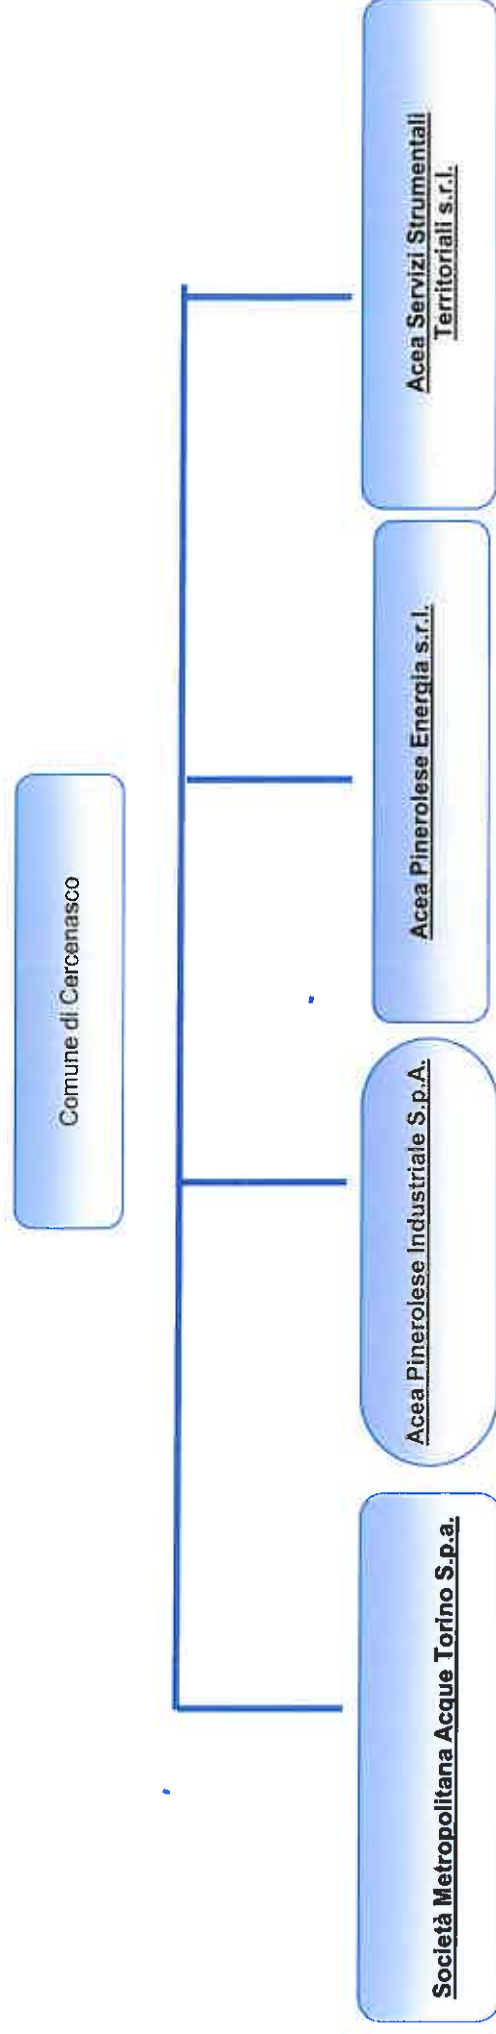 Comune di Cercenasco
Società Metropolitana Acque Torino S.p.a.
Acea Pinerolese Industriale S.p.A.
Acea Pinerolese Energia s.r.l.
Acea Servizi Strumentali
Territoriali s.r.l.